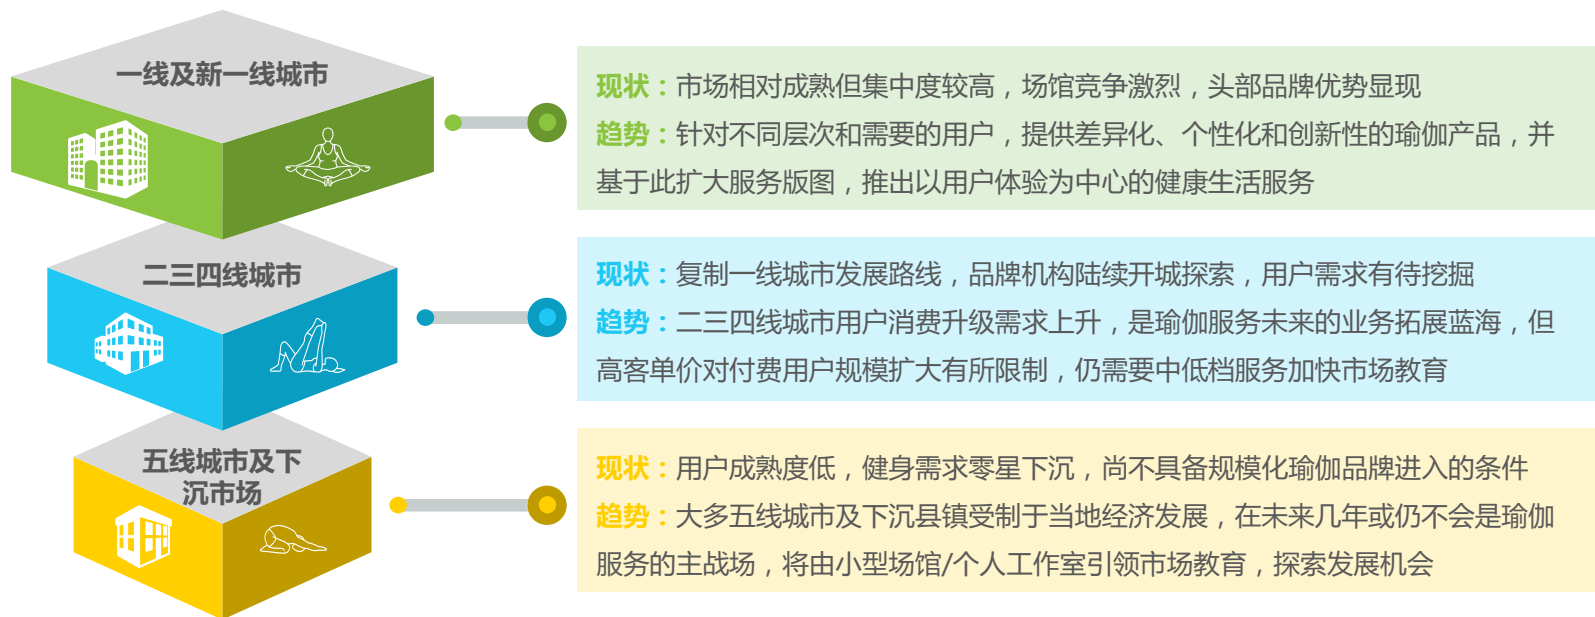 一线及新一线城市
现状：市场相对成熟但集中度较高，场馆竞争激烈，头部品牌优势显现
趋势：针对不同层次和需要的用户，提供差异化、个性化和创新性的瑜伽产品，并
基于此扩大服务版图，推出以用户体验为中心的健康生活服务
二三四线城市
现状：复制一线城市发展路线，品牌机构陆续开城探索，用户需求有待挖掘
趋势：二三四线城市用户消费升级需求上升，是瑜伽服务未来的业务拓展蓝海，但
高客单价对付费用户规模扩大有所限制，仍需要中低档服务加快市场教育
五线城市及下
沉市场
现状：用户成熟度低，健身需求零星下沉，尚不具备规模化瑜伽品牌进入的条件
趋势：大多五线城市及下沉县镇受制于当地经济发展，在未来几年或仍不会是瑜伽
服务的主战场，将由小型场馆/个人工作室引领市场教育，探索发展机会